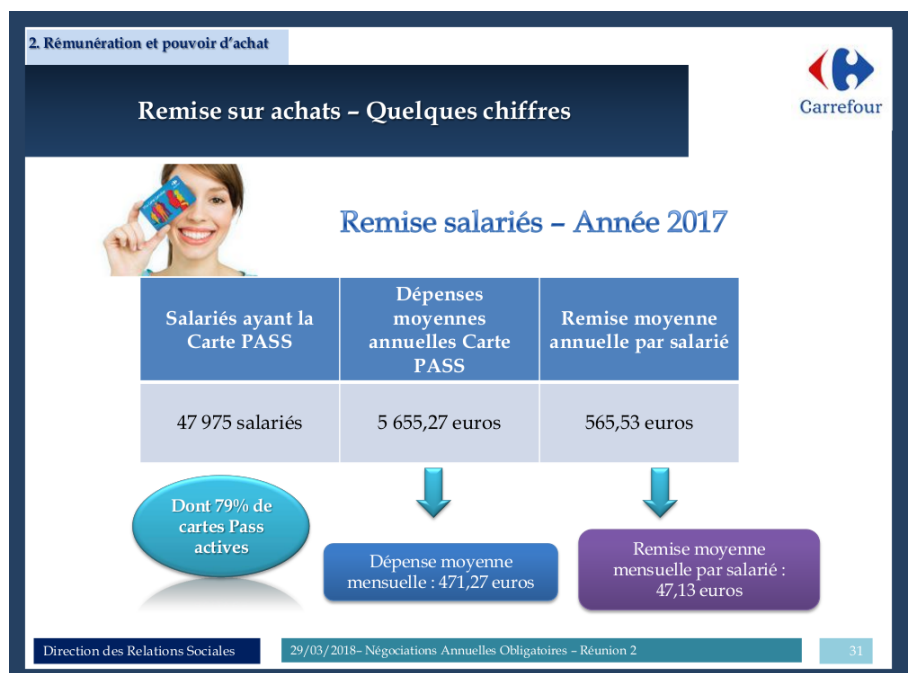 2. Rémunération et pouvoir d'achat
Carrefour
Remise sur achats – Quelques chiffres
Remise salariés – Année 2017
Salariés ayant la
Carte PASS
Dépenses
moyennes
annuelles Carte
PASS
Remise moyenne
annuelle par salarié
47 975 salariés
5 655,27 euros
565,53 euros
Dont 79% de
cartes Pass
actives
Dépense moyenne
mensuelle : 471,27 euros
Remise moyenne
mensuelle par salarié :
47,13 euros
Direction des Relations Sociales
29/03/2018– Négociations Annuelles Obligatoires – Réunion 2
31